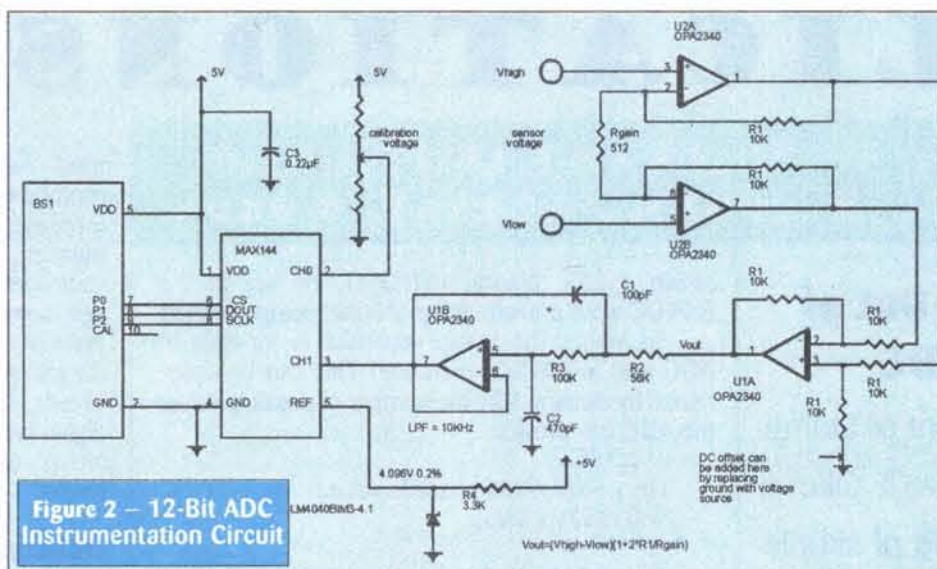 U2A
OPA2340
Vhigh
3
2
1
5V
5V
calibration
voltage
sensor
voltage
Rgain
512
R1
10K
C3
0.22µF
R1
10K
BS1
VDD
5
6
5
7
Vlow
U2B
OPA2340
MAX144
1
VDD
CH0
2
C1
100pF
R1
10K
P0
P1
P1
CAL
7
8
9
10
CS
DOUT
SCLK
U1B
OPA2340
R1
10K
CH1
3
7
5
6
R3
100K
R2
56K
Vout
1
2
3
R1
10K
U1A
OPA2340
R1
10K
GND
GND
REF
5
LPF = 10KHz
C2
470pF
DC offset can
be added here
by replacing
ground with voltage
source
+5V
4.096V 0.2%
R4
3.3K
LM4040BIM3-4.1
Vout=(Vhigh-Vlow)(1+2*R1/Rgain)
Figure 2 – 12-Bit ADC
Instrumentation Circuit